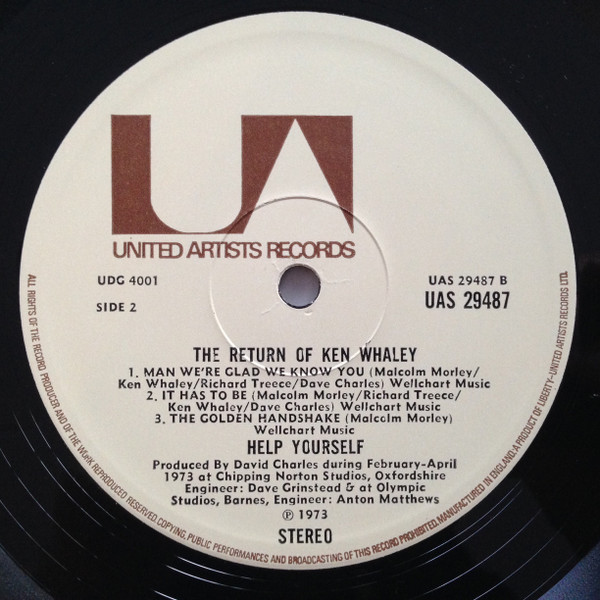 UA
UNITED ARTISTS RECORDS
UDG 4001
UAS 29487 B
SIDE 2
UAS 29487
THE RETURN OF KEN WHALEY
1. MAN WE'RE GLAD WE KNOW YOU (Malcolm Morley/
Ken Whaley/Richard Treece/Dave Charles) Wellchart Music
2. IT HAS TO BE (Malcolm Morley/Richard Treece/
Ken Whaley/Dave Charles) Wellchart Music
3. THE GOLDEN HANDSHAKE (Malcolm Morley)
Wellchart Music
HELP YOURSELF
Produced By David Charles during February-April
1973 at Chipping Norton Studios, Oxfordshire
Engineer: Dave Grinstead & at Olympic
Studios, Barnes, Engineer: Anton Matthews
℗ 1973
STEREO
ALL RIGHTS OF THE RECORD PRODUCER AND OF THE WORK REPRODUCED RESERVED. COPYING, PUBLIC PERFORMANCES AND BROADCASTING OF THIS RECORD PROHIBITED. MANUFACTURED IN ENGLAND. A PRODUCT OF LIBERTY-UNITED ARTISTS RECORDS LTD.